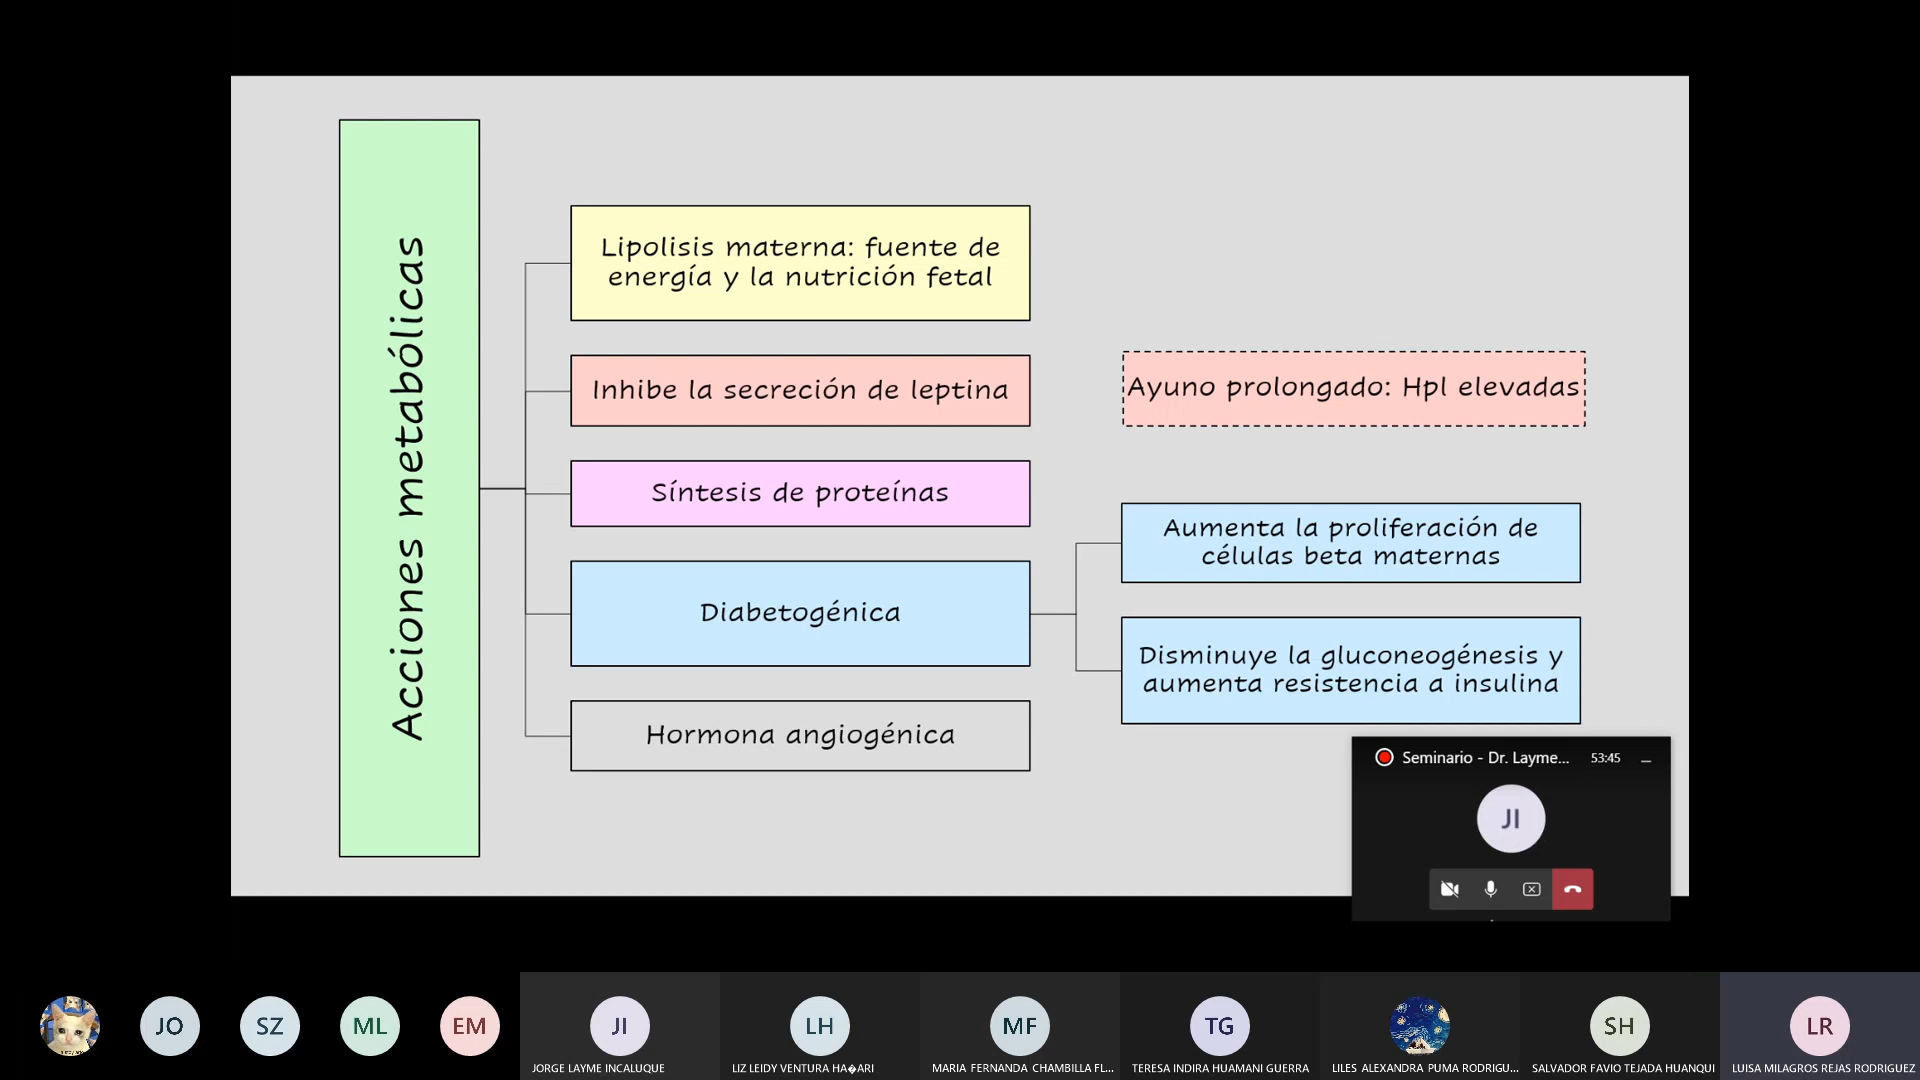 Acciones metabólicas
Lipolisis materna: fuente de
energía y la nutrición fetal
Inhibe la secreción de leptina
Ayuno prolongado: Hpl elevadas
Síntesis de proteínas
Diabetogénica
Aumenta la proliferación de
células beta maternas
Disminuye la gluconeogénesis y
aumenta resistencia a insulina
Hormona angiogénica
Seminario - Dr. Layme... 53:45
JI
JO
SZ
ML
EM
JI
LH
MF
TG
SH
LR
JORGE LAYME INCALUQUE
LIZ LEIDY VENTURA HA�ARI
MARIA FERNANDA CHAMBILLA FL...
TERESA INDIRA HUAMANI GUERRA
LILES ALEXANDRA PUMA RODRIGU...
SALVADOR FAVIO TEJADA HUANQUI
LUISA MILAGROS REJAS RODRIGUEZ